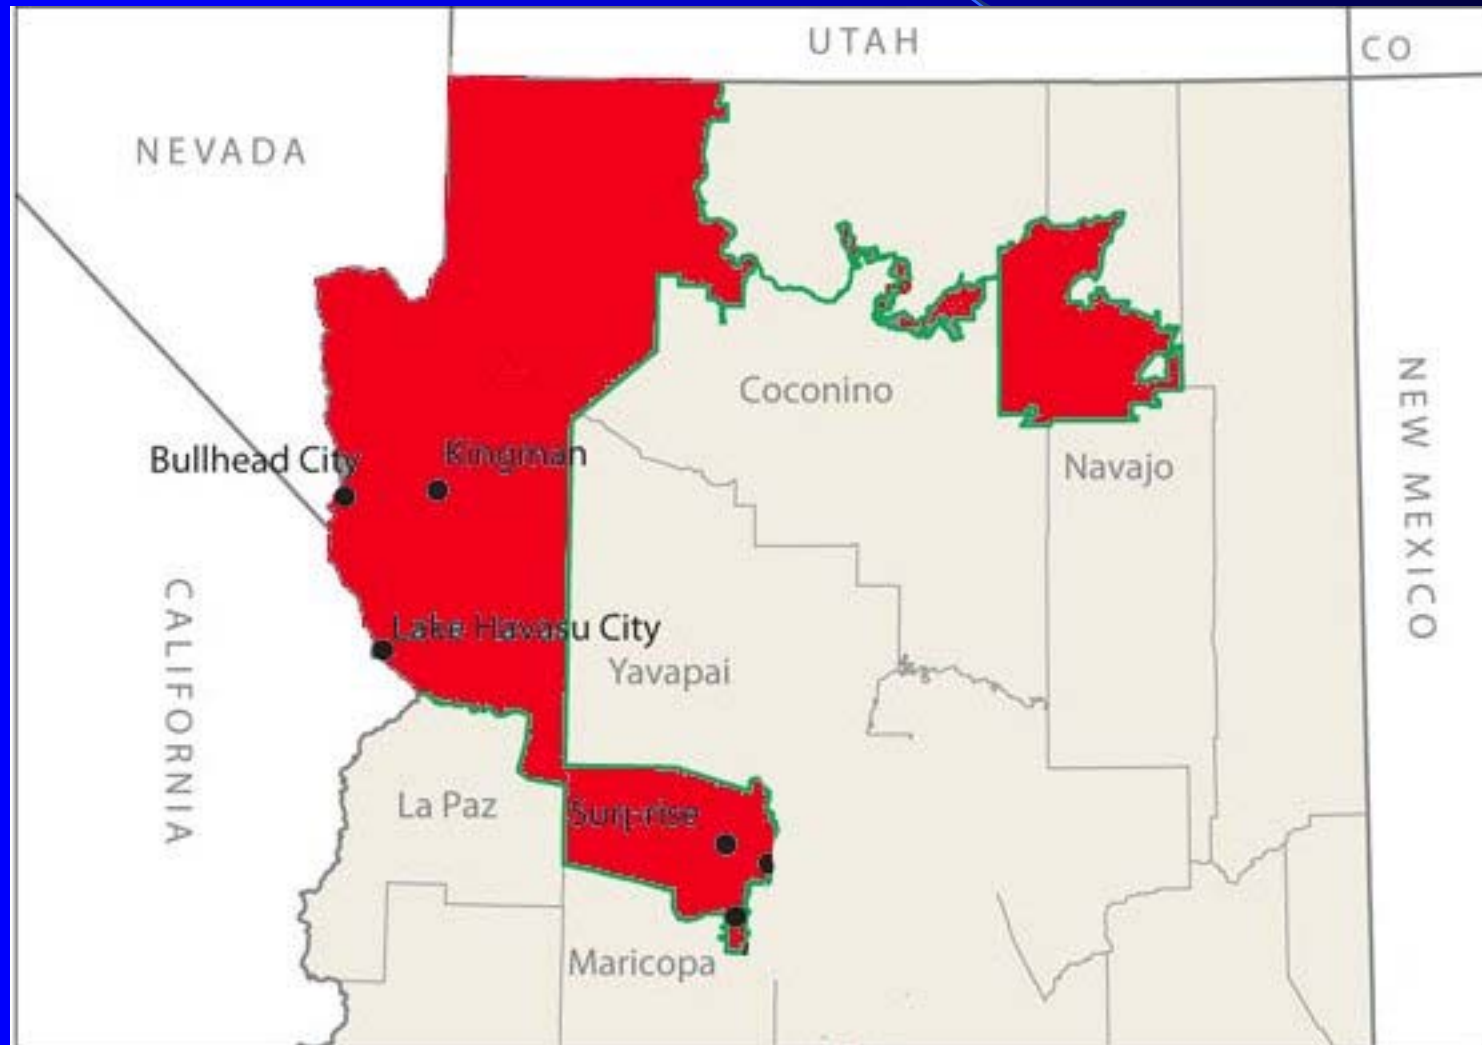 UTAH
CO
NEVADA
Coconino
NEW MEXICO
Bullhead City
Kingman
Navajo
CALIFORNIA
Lake Havasu City
Yavapai
La Paz
Surprise
Maricopa